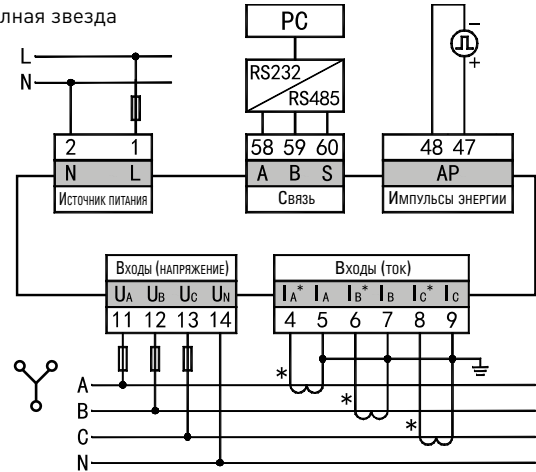 лная звезда
PC
L
N
RS232
RS485
2 1
N L
Источник питания
58 59 60
A B S
Связь
−
+
48 47
AP
Импульсы энергии
Входы (напряжение)
UA UB UC UN
11 12 13 14
Входы (ток)
IA* IA IB* IB IC* IC
4 5 6 7 8 9
*
*
*
A
B
C
N